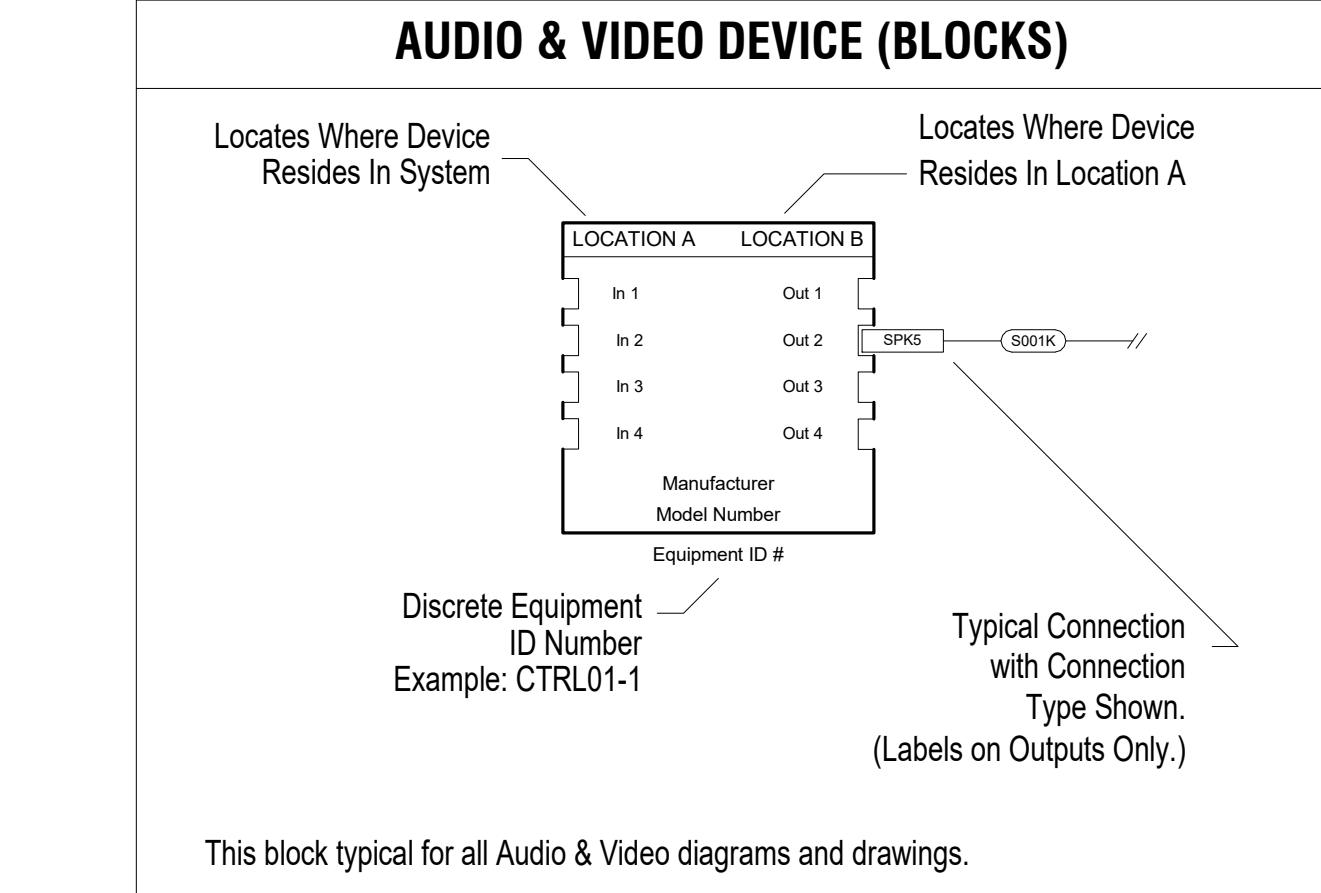 AUDIO & VIDEO DEVICE (BLOCKS)
Locates Where Device
Resides In System
Locates Where Device
Resides In Location A
LOCATION A LOCATION B
In 1 Out 1
In 2 Out 2 SPK5 S001K
In 3 Out 3
In 4 Out 4
Manufacturer
Model Number
Equipment ID #
Discrete Equipment
ID Number
Example: CTRL01-1
Typical Connection
with Connection
Type Shown.
(Labels on Outputs Only.)
This block typical for all Audio & Video diagrams and drawings.